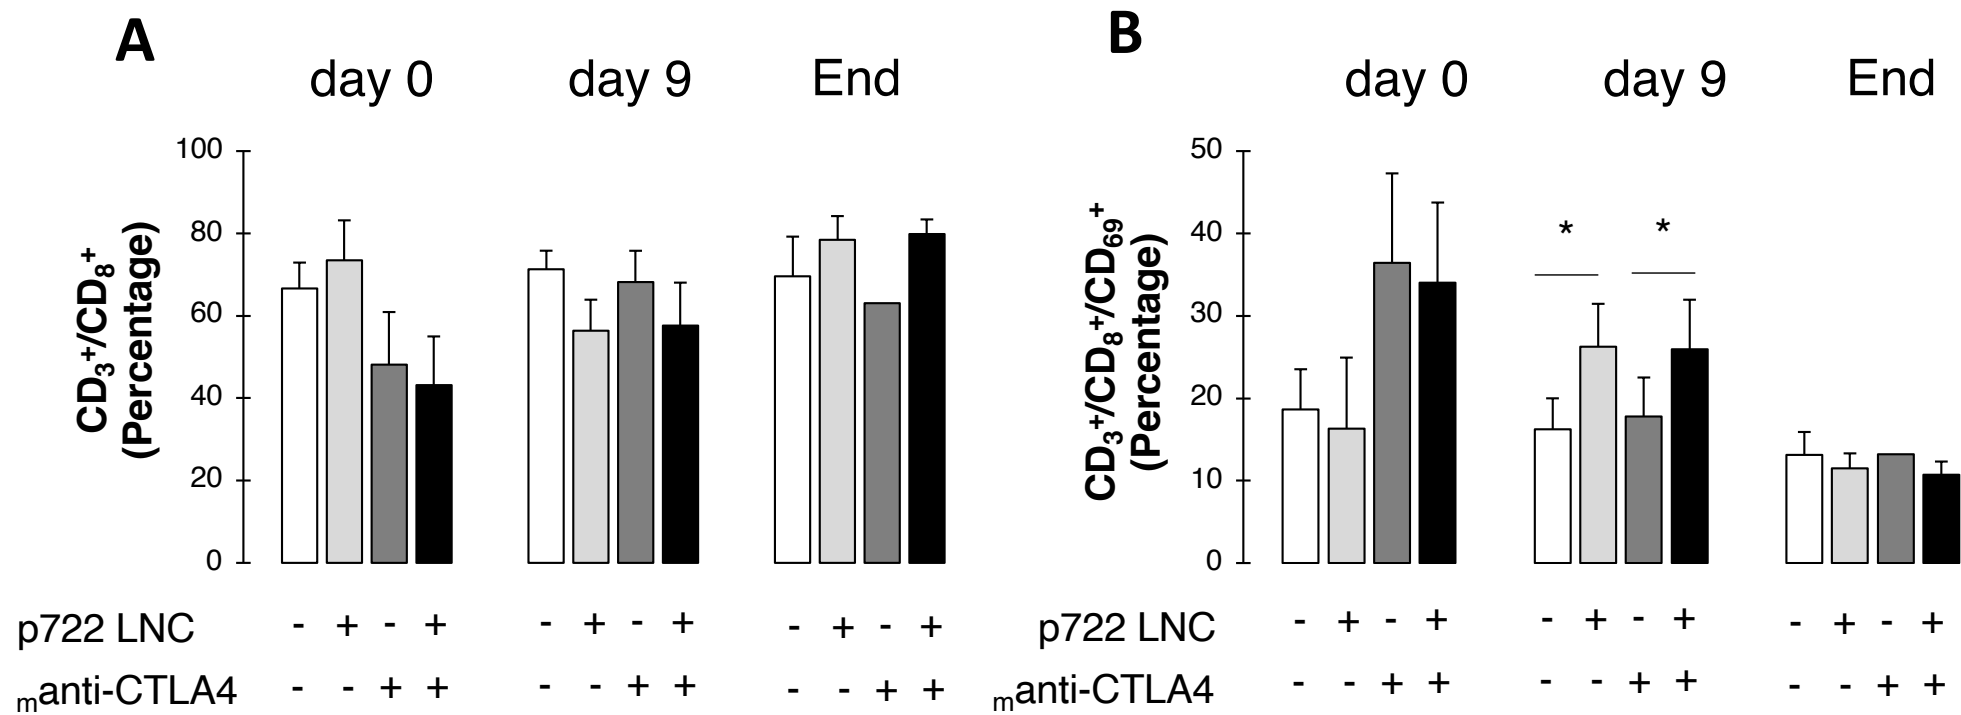 A
day 0 day 9 End
100
80
60
40
20
0
CD3+/CD8+
(Percentage)
p722 LNC - + - + - + - + - + - +
manti-CTLA4 - - + + - - + + - - + +
B
day 0 day 9 End
50
40
30
20
10
0
CD3+/CD8+/CD69+
(Percentage)
* *
p722 LNC - + - + - + - + - + - +
manti-CTLA4 - - + + - - + + - - + +